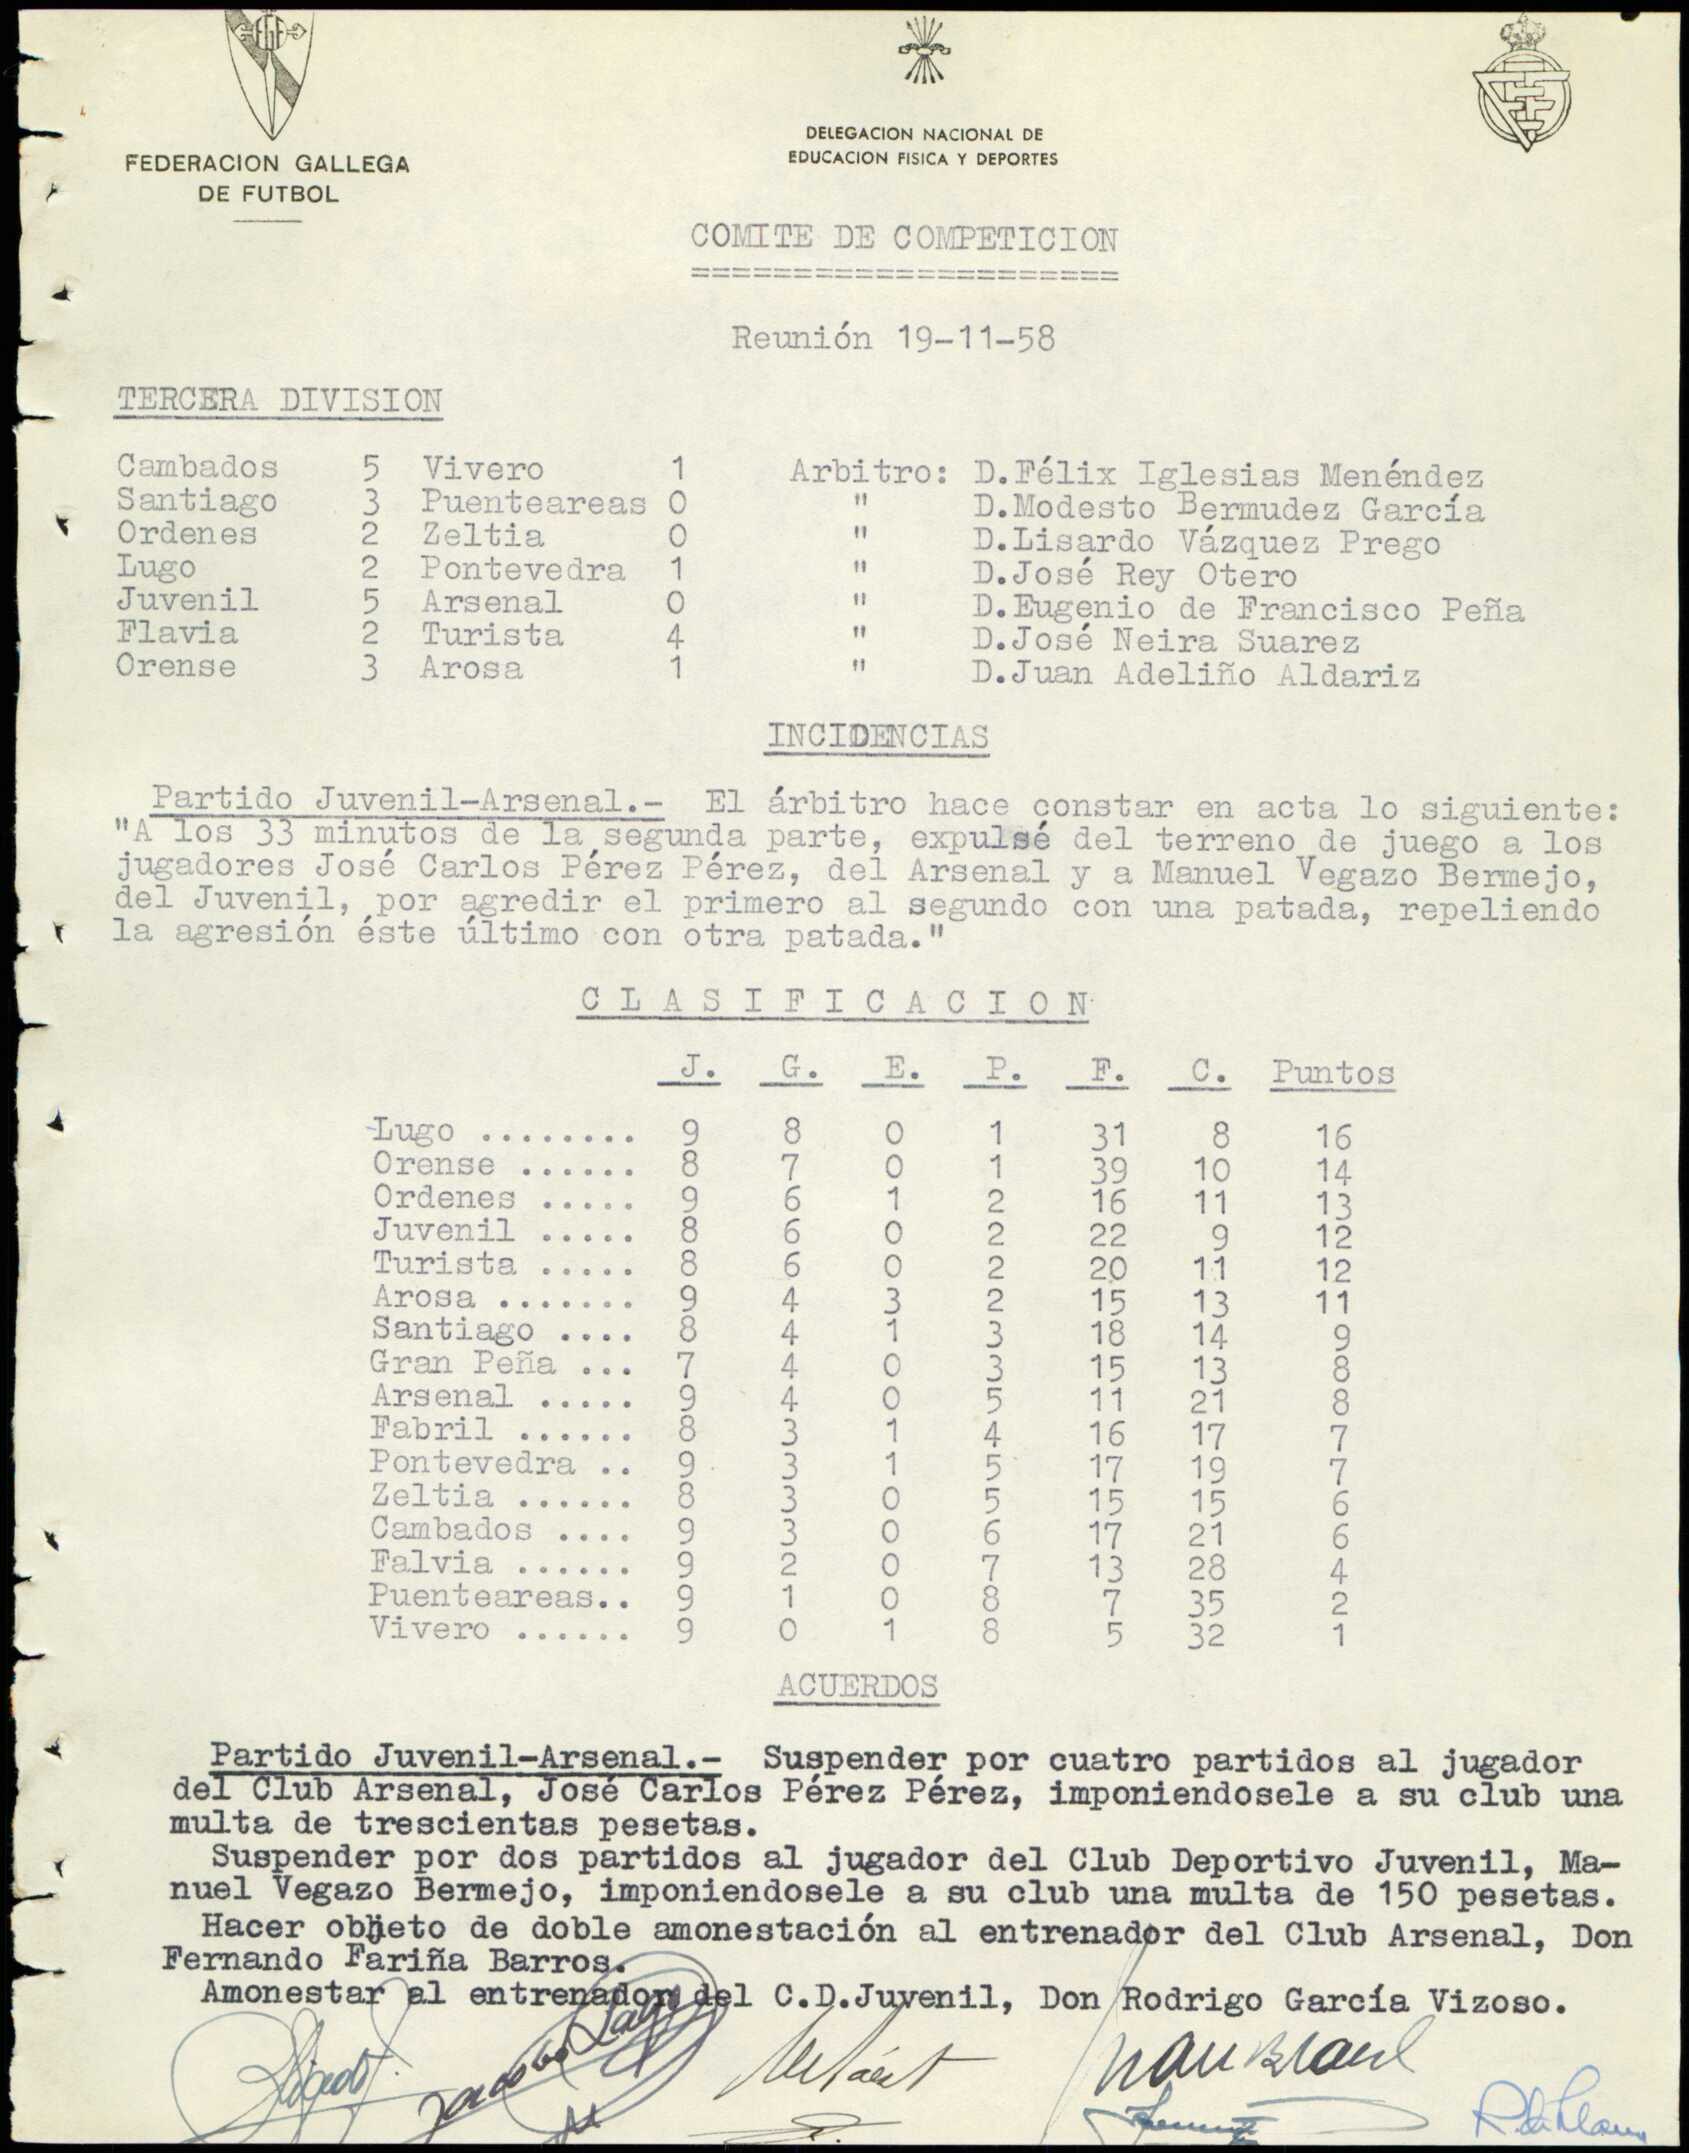 FGF
FEDERACION GALLEGA
DE FUTBOL
DELEGACION NACIONAL DE
EDUCACION FISICA Y DEPORTES
COMITE DE COMPETICION
======================
Reunión 19-11-58
TERCERA DIVISION
Cambados 5 Vivero 1 Arbitro: D.Félix Iglesias Menéndez
Santiago 3 Puenteareas 0 " D.Modesto Bermudez García
Ordenes 2 Zeltia 0 " D.Lisardo Vázquez Prego
Lugo 2 Pontevedra 1 " D.José Rey Otero
Juvenil 5 Arsenal 0 " D.Eugenio de Francisco Peña
Flavia 2 Turista 4 " D.José Neira Suarez
Orense 3 Arosa 1 " D.Juan Adeliño Aldariz
INCIDENCIAS
Partido Juvenil-Arsenal.- El árbitro hace constar en acta lo siguiente:
"A los 33 minutos de la segunda parte, expulsé del terreno de juego a los
jugadores José Carlos Pérez Pérez, del Arsenal y a Manuel Vegazo Bermejo,
del Juvenil, por agredir el primero al segundo con una patada, repeliendo
la agresión éste último con otra patada."
C L A S I F I C A C I O N
J. G. E. P. F. C. Puntos
Lugo ........ 9 8 0 1 31 8 16
Orense ...... 8 7 0 1 39 10 14
Ordenes ..... 9 6 1 2 16 11 13
Juvenil ..... 8 6 0 2 22 9 12
Turista ..... 8 6 0 2 20 11 12
Arosa ....... 9 4 3 2 15 13 11
Santiago .... 8 4 1 3 18 14 9
Gran Peña ... 7 4 0 3 15 13 8
Arsenal ..... 9 4 0 5 11 21 8
Fabril ...... 8 3 1 4 16 17 7
Pontevedra .. 9 3 1 5 17 19 7
Zeltia ...... 8 3 0 5 15 15 6
Cambados .... 9 3 0 6 17 21 6
Falvia ...... 9 2 0 7 13 28 4
Puenteareas.. 9 1 0 8 7 35 2
Vivero ...... 9 0 1 8 5 32 1
ACUERDOS
Partido Juvenil-Arsenal.- Suspender por cuatro partidos al jugador
del Club Arsenal, José Carlos Pérez Pérez, imponiendosele a su club una
multa de trescientas pesetas.
Suspender por dos partidos al jugador del Club Deportivo Juvenil, Ma-
nuel Vegazo Bermejo, imponiendosele a su club una multa de 150 pesetas.
Hacer objeto de doble amonestación al entrenador del Club Arsenal, Don
Fernando Fariña Barros.
Amonestar al entrenador del C.D.Juvenil, Don Rodrigo García Vizoso.